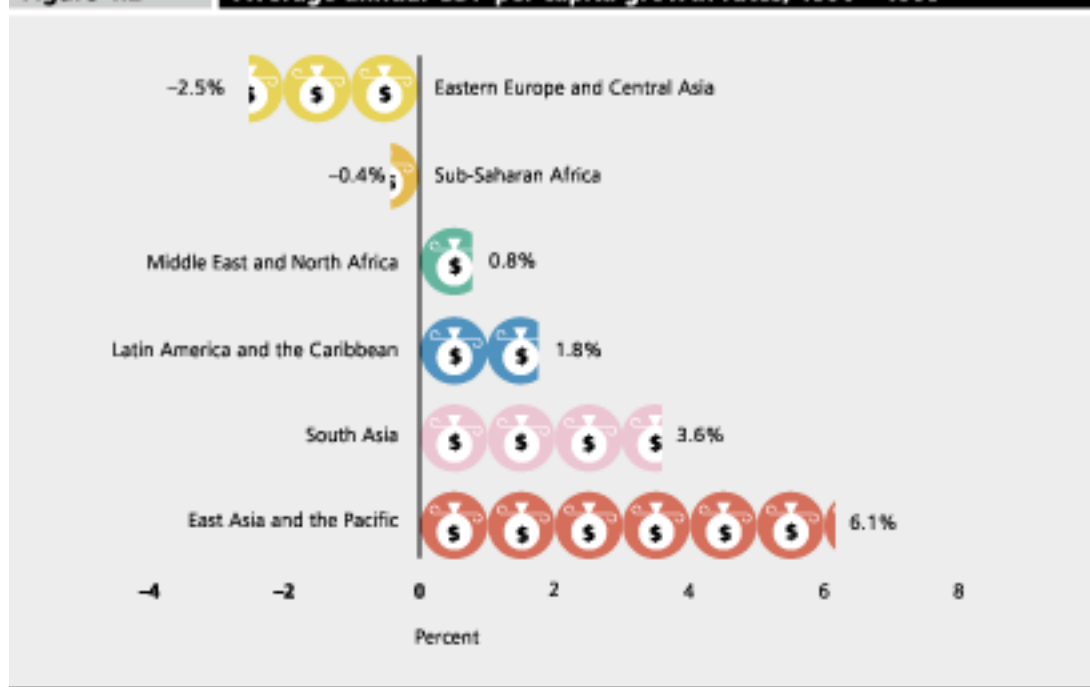 −2.5% Eastern Europe and Central Asia
−0.4% Sub-Saharan Africa
Middle East and North Africa 0.8%
Latin America and the Caribbean 1.8%
South Asia 3.6%
East Asia and the Pacific 6.1%
−4 −2 0 2 4 6 8
Percent